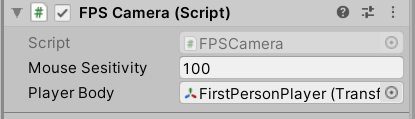 FPS Camera (Script)
Script FPSCamera
Mouse Sesitivity 100
Player Body FirstPersonPlayer (Transf